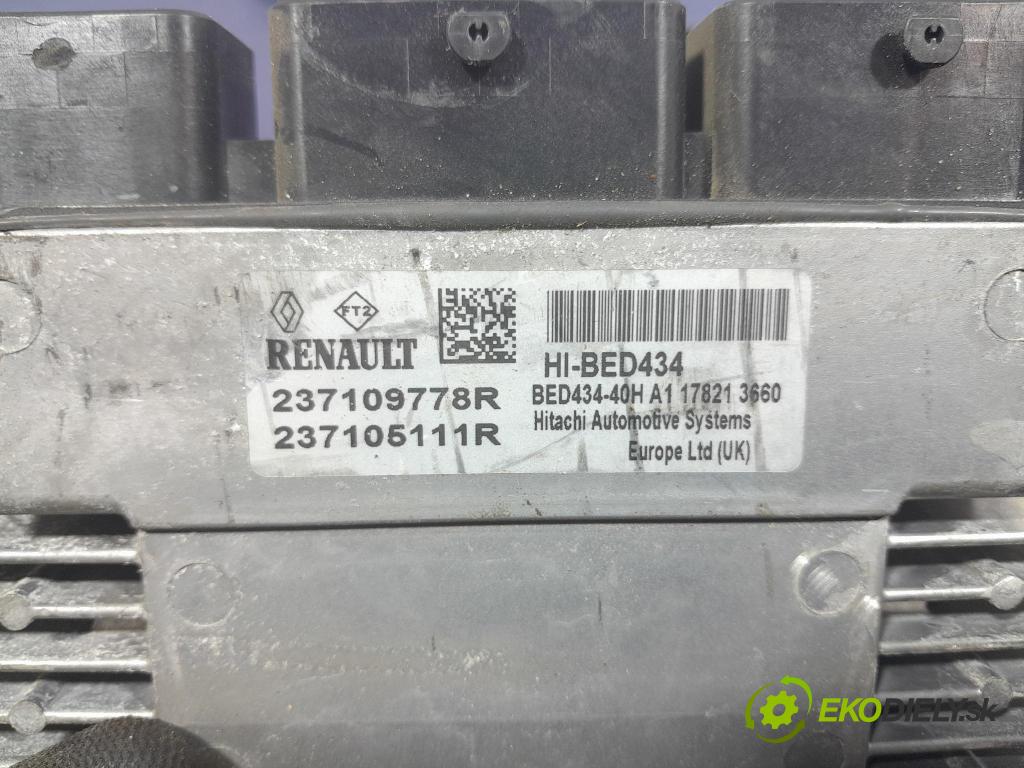 FT2
RENAULT
237109778R
237105111R
HI-BED434
BED434-40H A1 17821 3660
Hitachi Automotive Systems
Europe Ltd (UK)
EKODIELY.sk